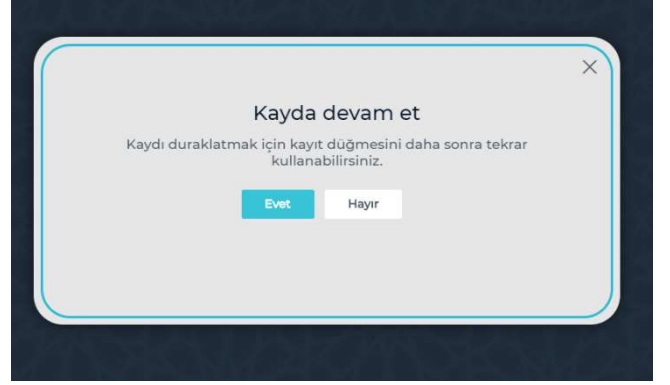 Kayda devam et
Kaydı duraklatmak için kayıt düğmesini daha sonra tekrar
kullanabilirsiniz.
Evet
Hayır